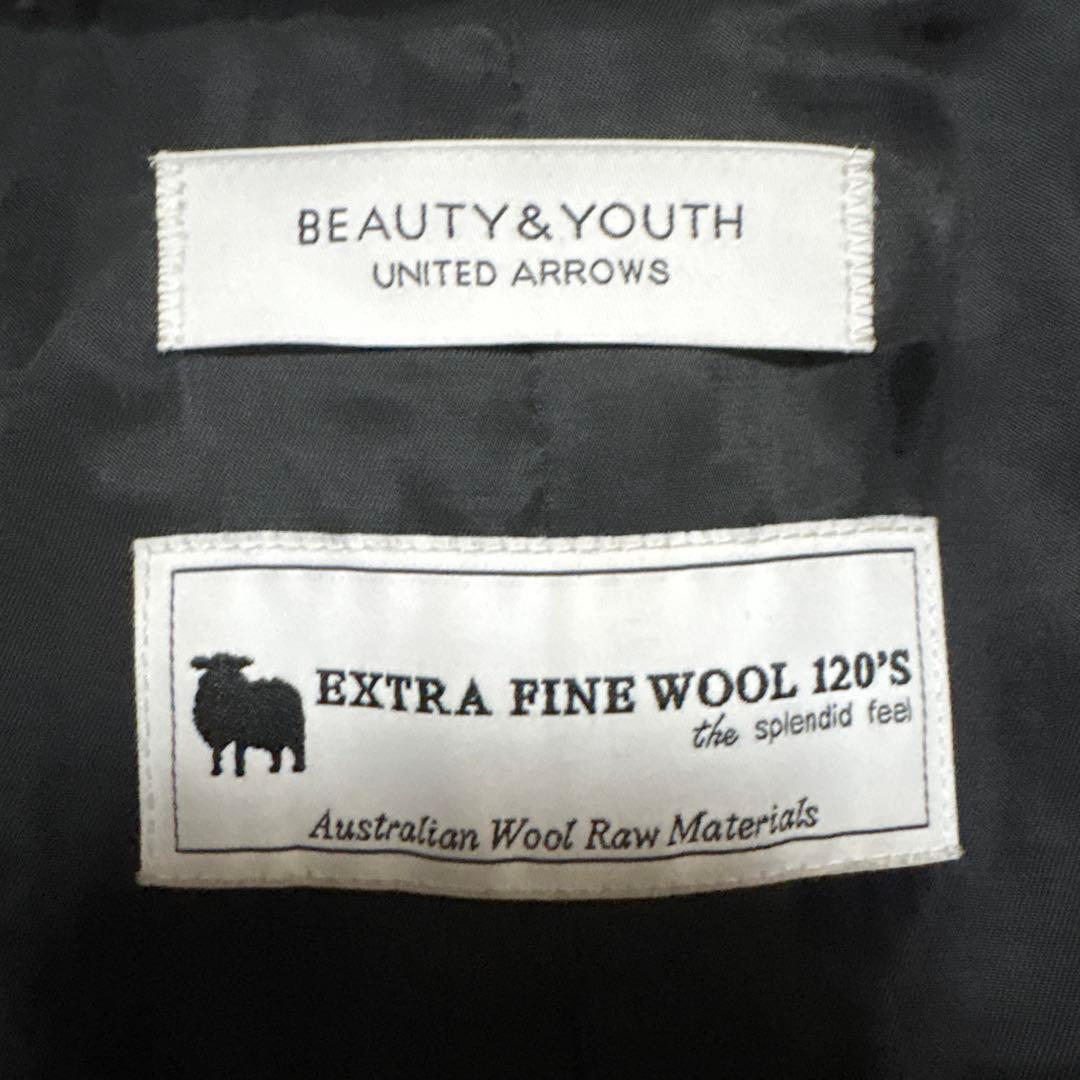 BEAUTY&YOUTH
UNITED ARROWS
EXTRA FINE WOOL 120'S
the splendid feel
Australian Wool Raw Materials